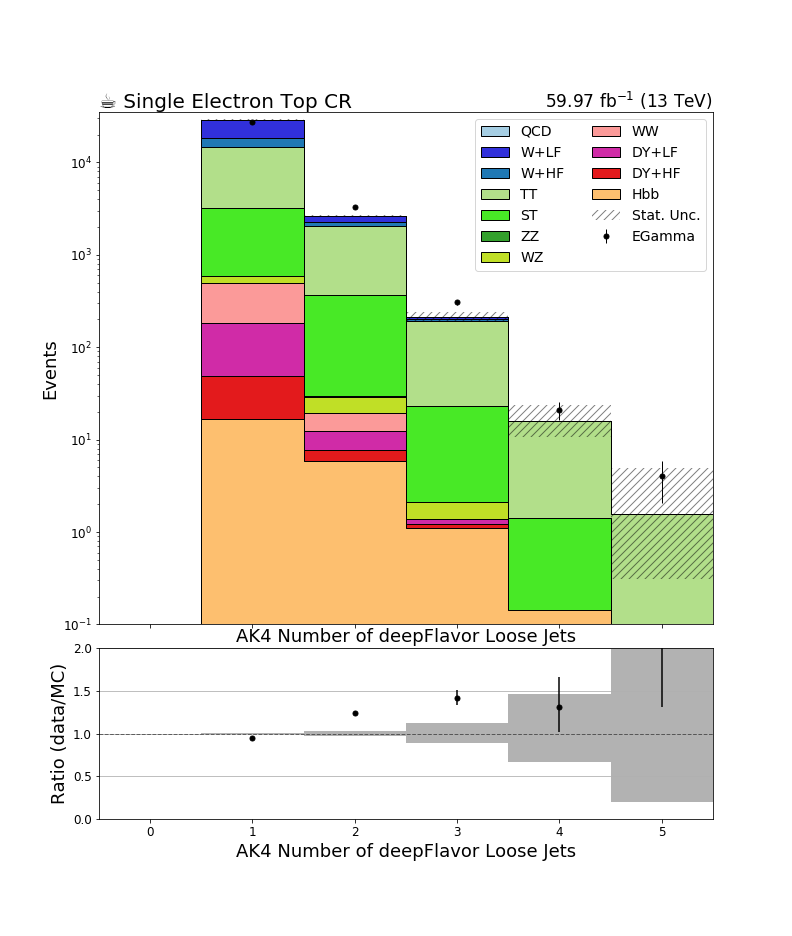 ☕ Single Electron Top CR
59.97 fb⁻¹ (13 TeV)
QCD
W+LF
W+HF
TT
ST
ZZ
WZ
WW
DY+LF
DY+HF
Hbb
Stat. Unc.
EGamma
Events
10⁴
10³
10²
10¹
10⁰
10⁻¹
AK4 Number of deepFlavor Loose Jets
Ratio (data/MC)
2.0
1.5
1.0
0.5
0.0
0 1 2 3 4 5
AK4 Number of deepFlavor Loose Jets